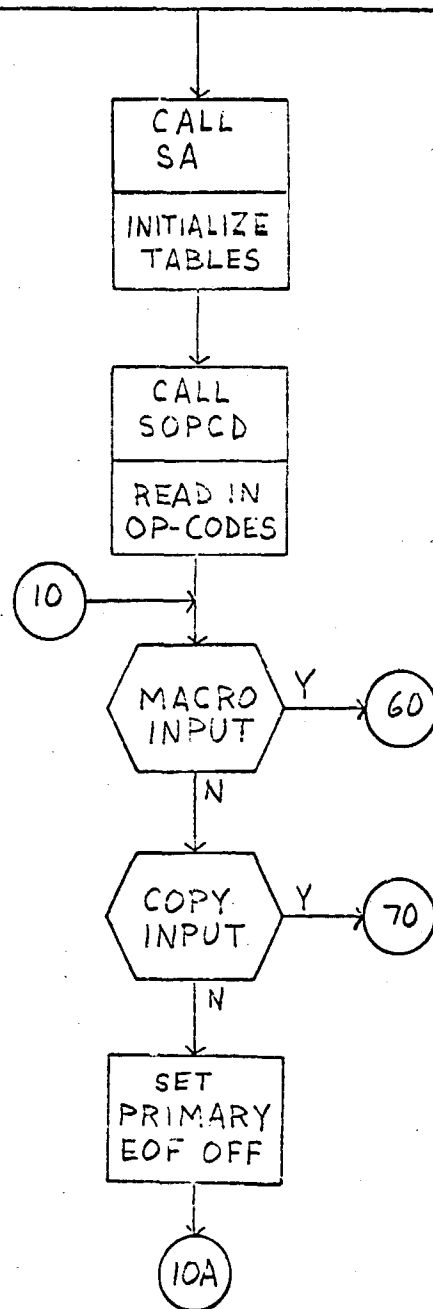 CALL
SA
INITIALIZE
TABLES
CALL
SOPCD
READ IN
OP-CODES
10
MACRO
INPUT
Y
60
N
COPY
INPUT
Y
70
N
SET
PRIMARY
EOF OFF
10A